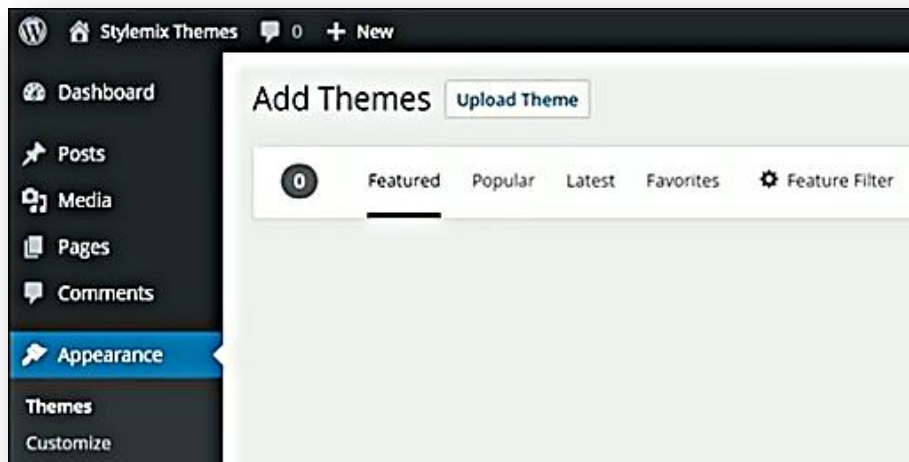 Stylemix Themes 0 + New
Dashboard
Posts
Media
Pages
Comments
Appearance
Themes
Customize
Add Themes Upload Theme
0 Featured Popular Latest Favorites Feature Filter